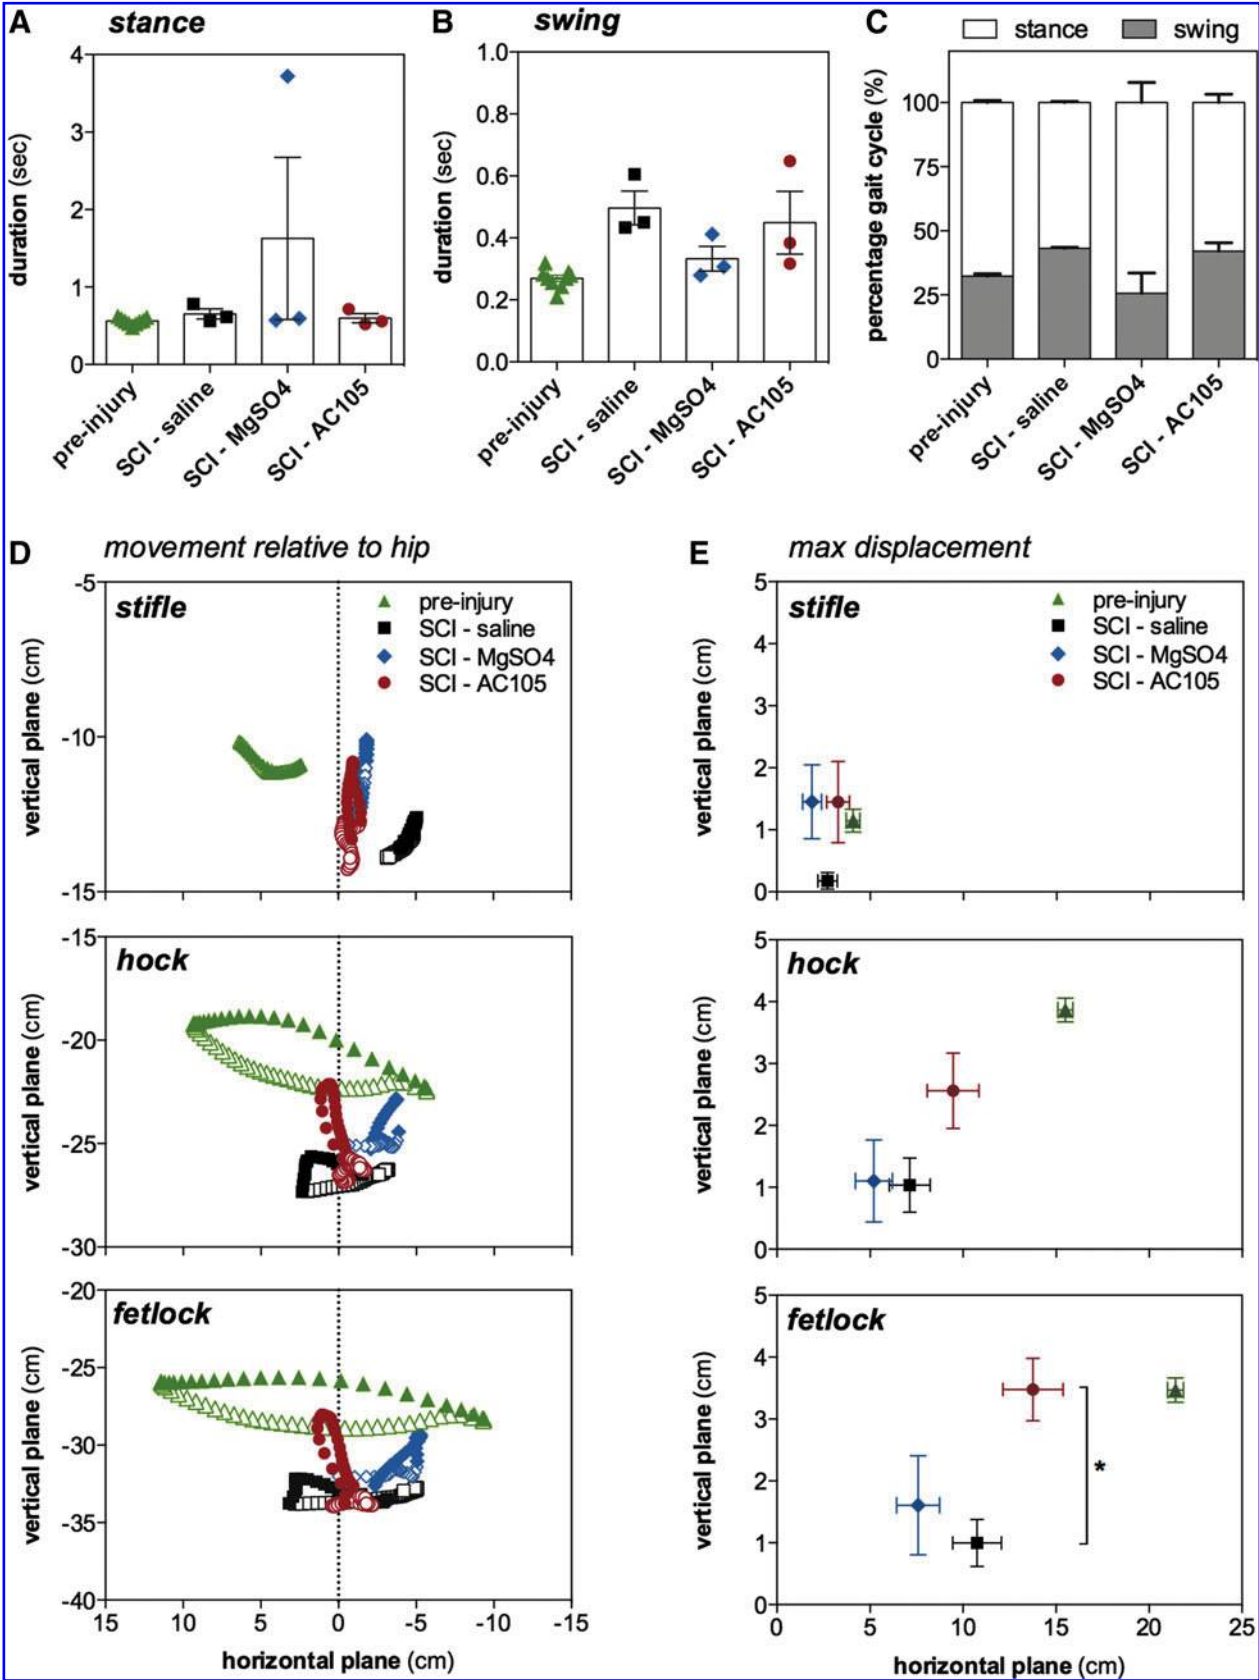 A stance
duration (sec)
4
3
2
1
0
pre-injury
SCI - saline
SCI - MgSO4
SCI - AC105
B swing
duration (sec)
1.0
0.8
0.6
0.4
0.2
0.0
pre-injury
SCI - saline
SCI - MgSO4
SCI - AC105
C stance swing
percentage gait cycle (%)
100
75
50
25
0
pre-injury
SCI - saline
SCI - MgSO4
SCI - AC105
D movement relative to hip
stifle
pre-injury
SCI - saline
SCI - MgSO4
SCI - AC105
vertical plane (cm)
-5
-10
-15
hock
vertical plane (cm)
-15
-20
-25
-30
fetlock
vertical plane (cm)
-20
-25
-30
-35
-40
15 10 5 0 -5 -10 -15
horizontal plane (cm)
E max displacement
stifle
pre-injury
SCI - saline
SCI - MgSO4
SCI - AC105
vertical plane (cm)
5
4
3
2
1
0
hock
vertical plane (cm)
5
4
3
2
1
0
fetlock
vertical plane (cm)
5
4
3
2
1
0
*
0 5 10 15 20 25
horizontal plane (cm)